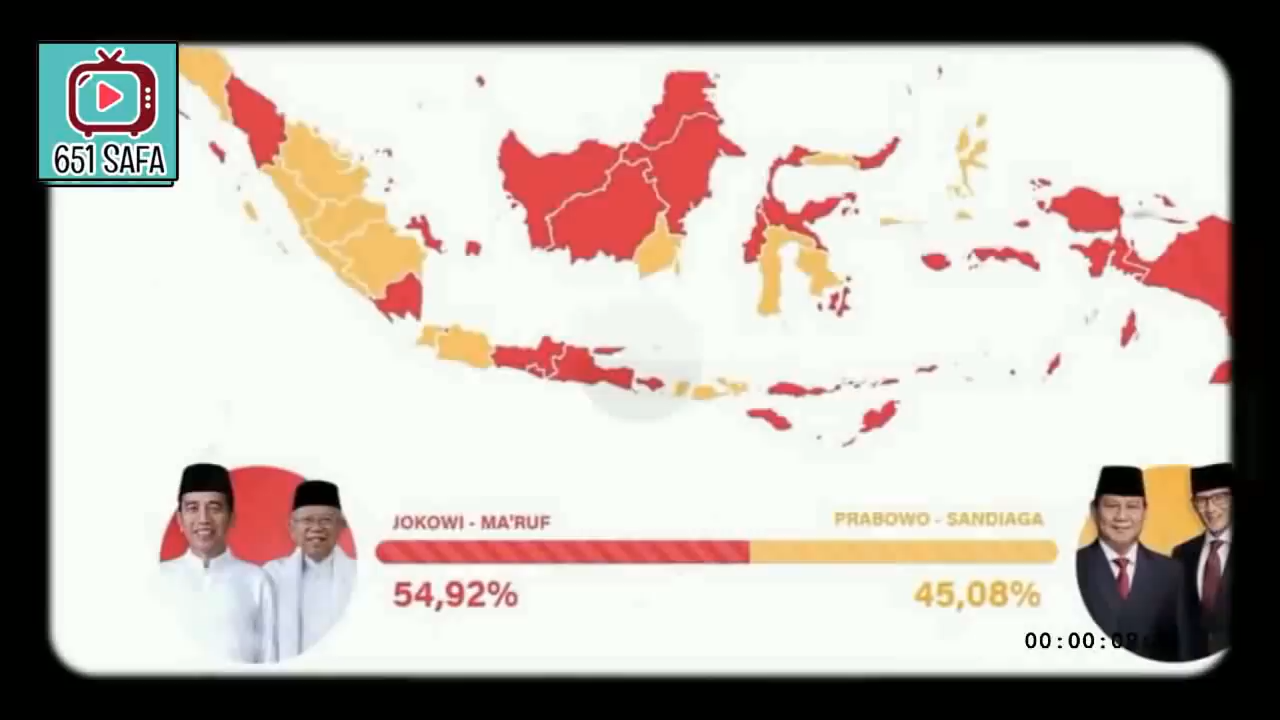 651 SAFA
JOKOWI - MA'RUF
PRABOWO - SANDIAGA
54,92%
45,08%